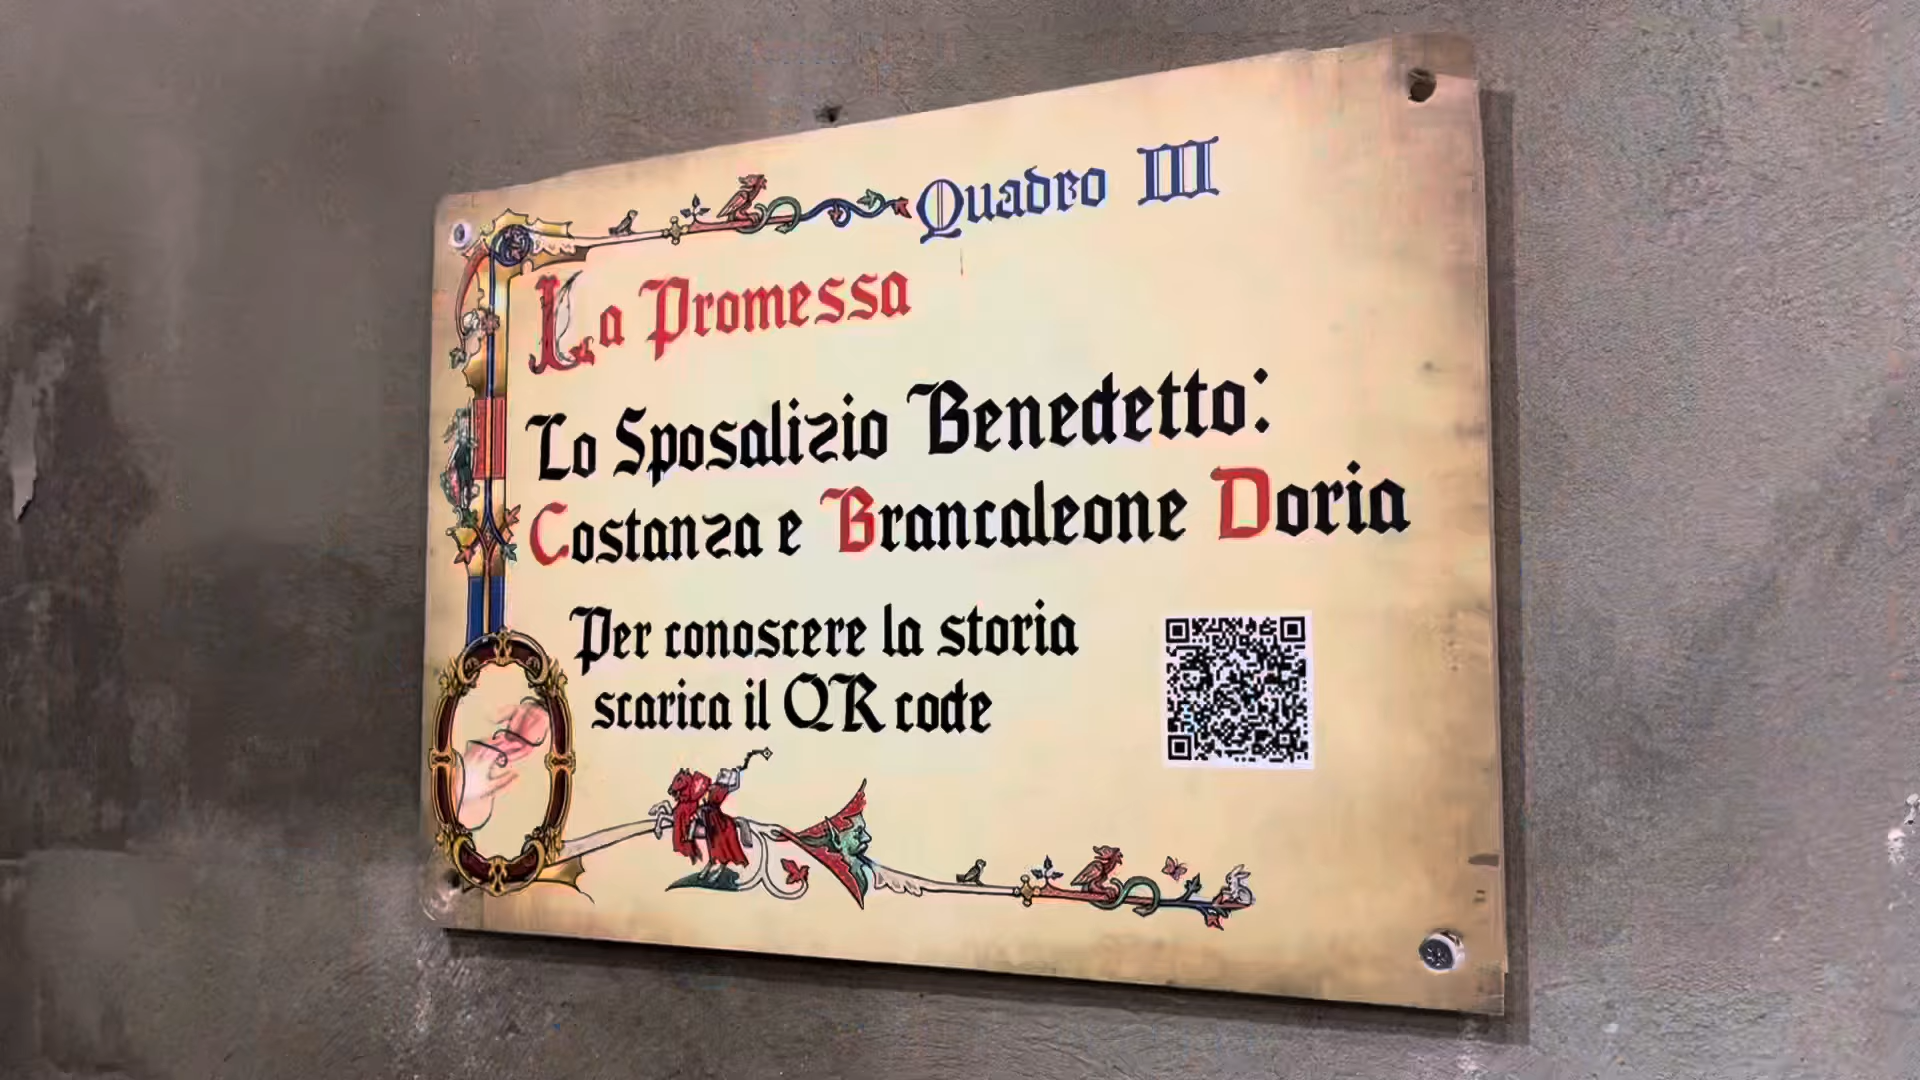 Quadro III
La Promessa
Lo Sposalizio Benedetto:
Costanza e Brancaleone Doria
Per conoscere la storia
scarica il QR code